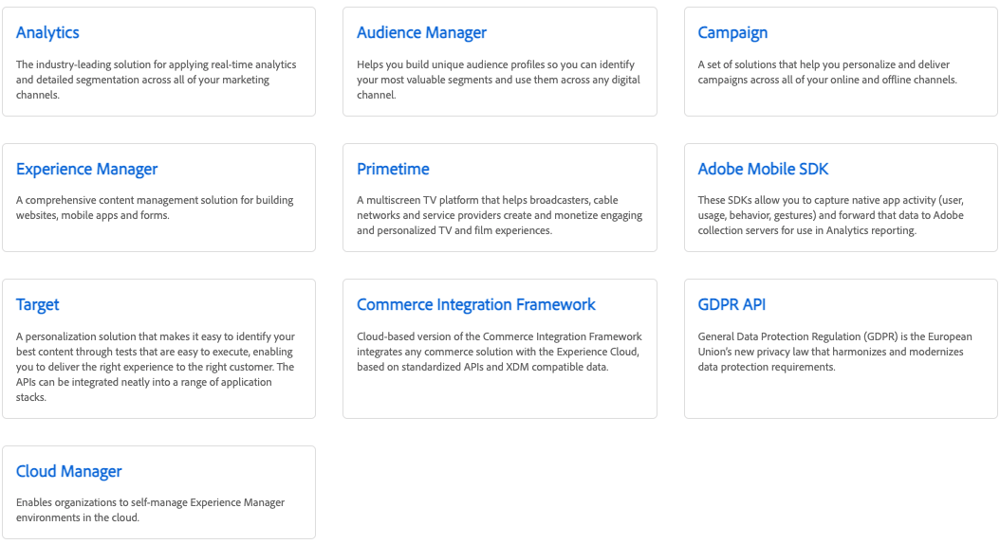 Analytics
The industry-leading solution for applying real-time analytics
and detailed segmentation across all of your marketing
channels.
Audience Manager
Helps you build unique audience profiles so you can identify
your most valuable segments and use them across any digital
channel.
Campaign
A set of solutions that help you personalize and deliver
campaigns across all of your online and offline channels.
Experience Manager
A comprehensive content management solution for building
websites, mobile apps and forms.
Primetime
A multiscreen TV platform that helps broadcasters, cable
networks and service providers create and monetize engaging
and personalized TV and film experiences.
Adobe Mobile SDK
These SDKs allow you to capture native app activity (user,
usage, behavior, gestures) and forward that data to Adobe
collection servers for use in Analytics reporting.
Target
A personalization solution that makes it easy to identify your
best content through tests that are easy to execute, enabling
you to deliver the right experience to the right customer. The
APIs can be integrated neatly into a range of application
stacks.
Commerce Integration Framework
Cloud-based version of the Commerce Integration Framework
integrates any commerce solution with the Experience Cloud,
based on standardized APIs and XDM compatible data.
GDPR API
General Data Protection Regulation (GDPR) is the European
Union's new privacy law that harmonizes and modernizes
data protection requirements.
Cloud Manager
Enables organizations to self-manage Experience Manager
environments in the cloud.